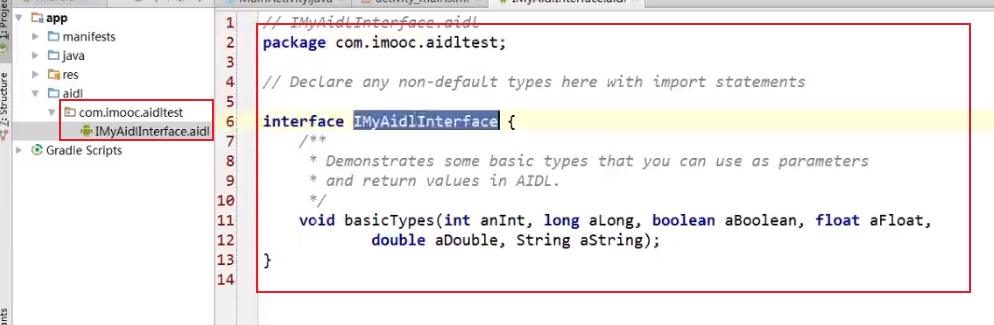 MainActivity.java
activity_main.xml
IMyAidlInterface.aidl
app
manifests
java
res
aidl
com.imooc.aidltest
IMyAidlInterface.aidl
Gradle Scripts
1: Project
Z: Structure
1 // IMyAidlInterface.aidl
2 package com.imooc.aidltest;
3
4 // Declare any non-default types here with import statements
5
6 interface IMyAidlInterface {
7 /**
8 * Demonstrates some basic types that you can use as parameters
9 * and return values in AIDL.
10 */
11 void basicTypes(int anInt, long aLong, boolean aBoolean, float aFloat,
12 double aDouble, String aString);
13 }
14